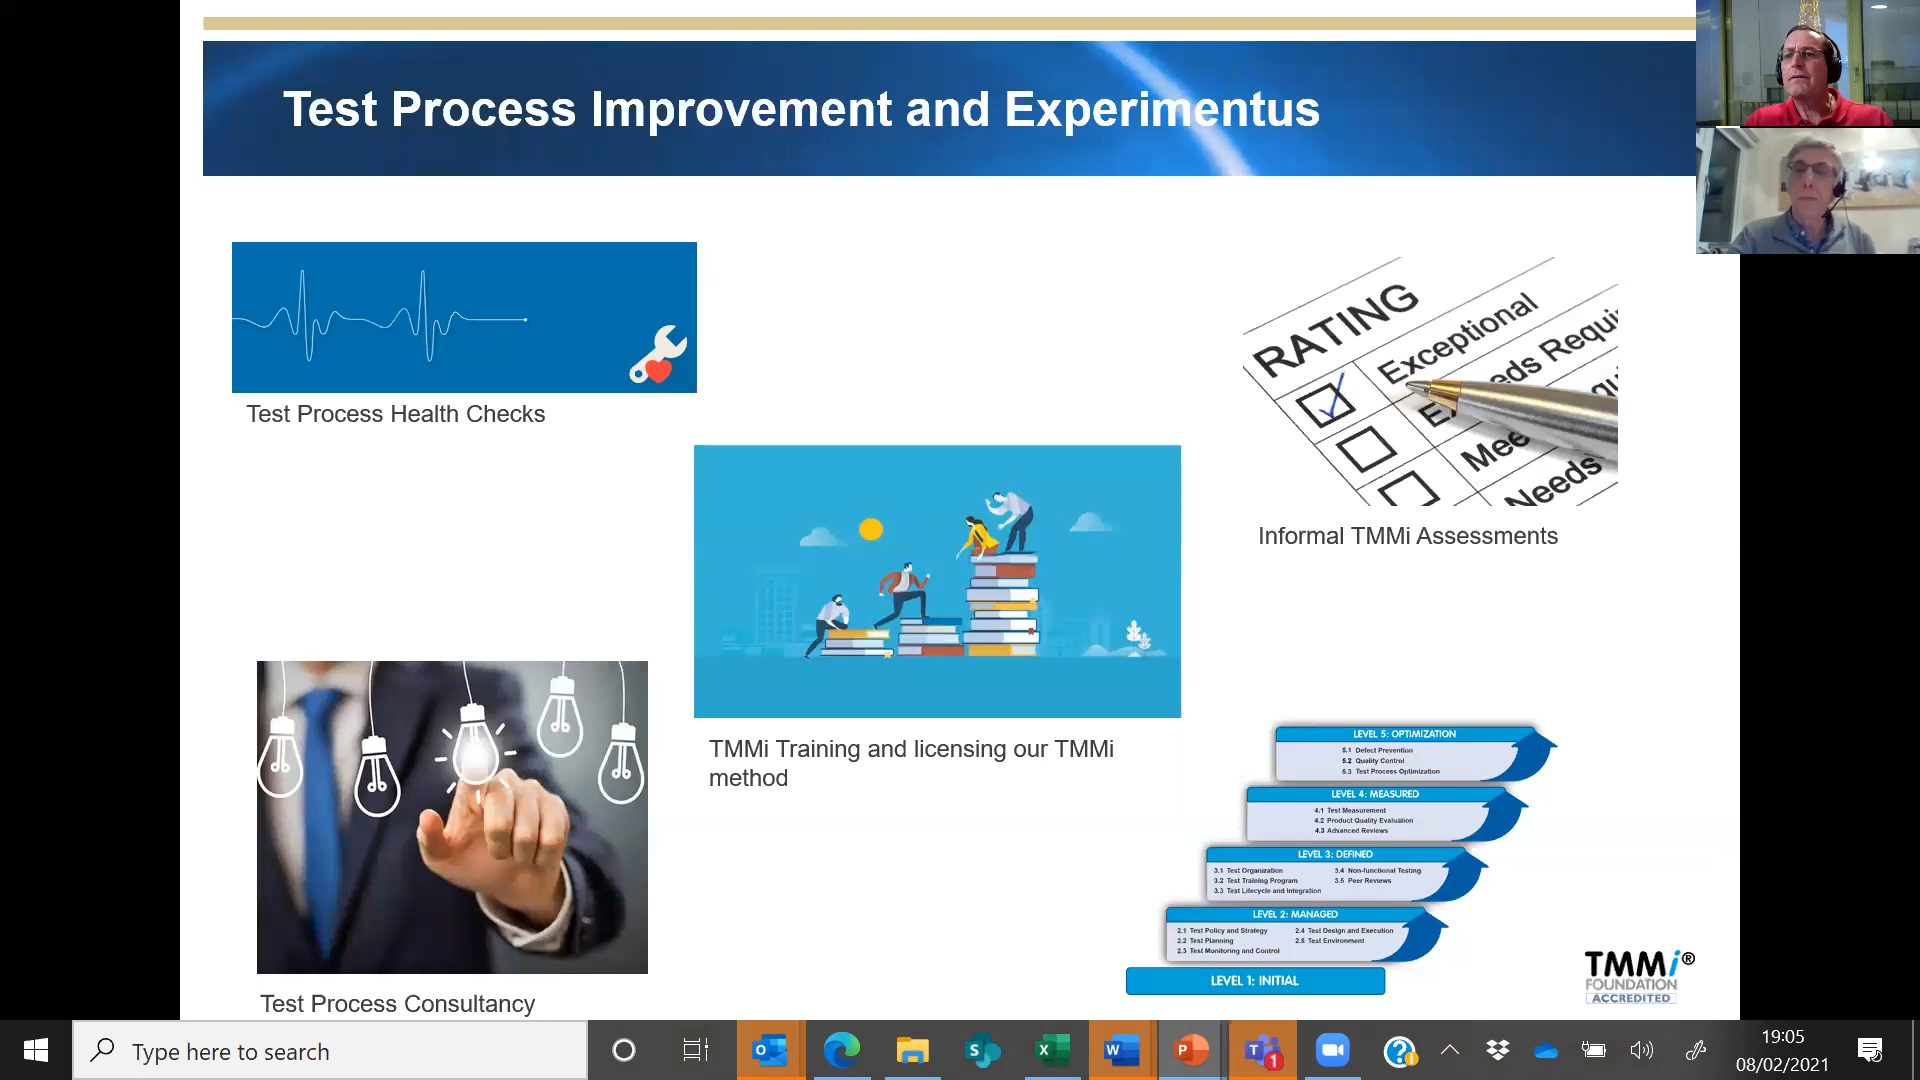 Test Process Improvement and Experimentus
Test Process Health Checks
RATING
Exceptional
Needs
Informal TMMi Assessments
TMMi Training and licensing our TMMi
method
Test Process Consultancy
LEVEL 5: OPTIMIZATION
5.1 Defect Prevention
5.2 Quality Control
5.3 Test Process Optimization
LEVEL 4: MEASURED
4.1 Test Measurement
4.2 Product Quality Evaluation
4.3 Advanced Reviews
LEVEL 3: DEFINED
3.1 Test Organization
3.2 Test Training Program
3.3 Test Lifecycle and Integration
3.4 Non-functional Testing
3.5 Peer Reviews
LEVEL 2: MANAGED
2.1 Test Policy and Strategy
2.2 Test Planning
2.3 Test Monitoring and Control
2.4 Test Design and Execution
2.5 Test Environment
LEVEL 1: INITIAL
TMMi®
FOUNDATION
ACCREDITED
Type here to search
19:05
08/02/2021